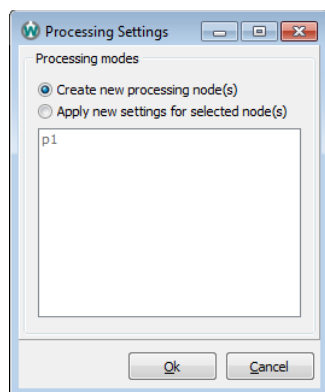 Processing Settings
Processing modes
Create new processing node(s)
Apply new settings for selected node(s)
p1
Ok
Cancel